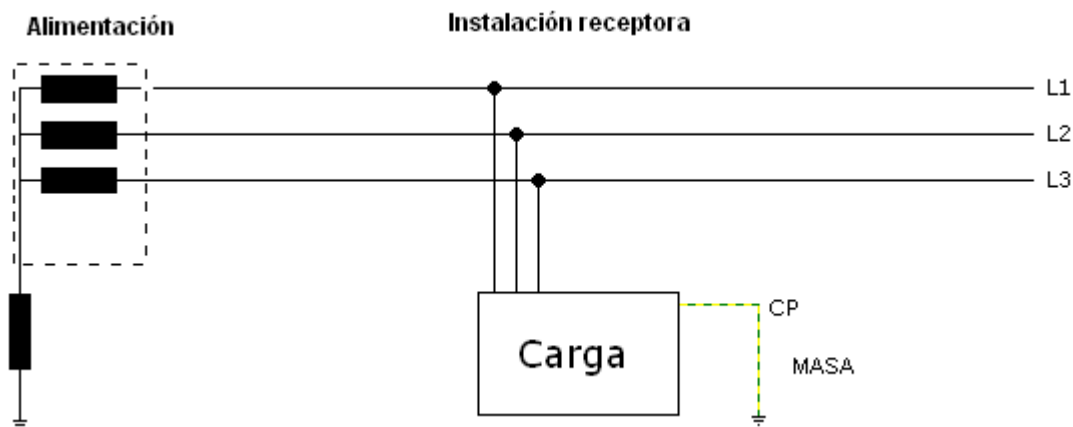 Alimentación
Instalación receptora
L1
L2
L3
CP
Carga
MASA